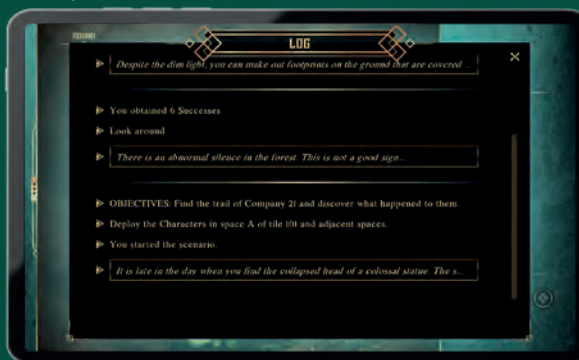 LOG
Despite the dim light, you can make out footprints on the ground that are covered ...
You obtained 6 Successes
Look around
There is an abnormal silence in the forest. This is not a good sign...
OBJECTIVES: Find the trail of Company 21 and discover what happened to them.
Deploy the Characters in space A of tile 101 and adjacent spaces.
You started the scenario.
It is late in the day when you find the collapsed head of a colossal statue. The s...